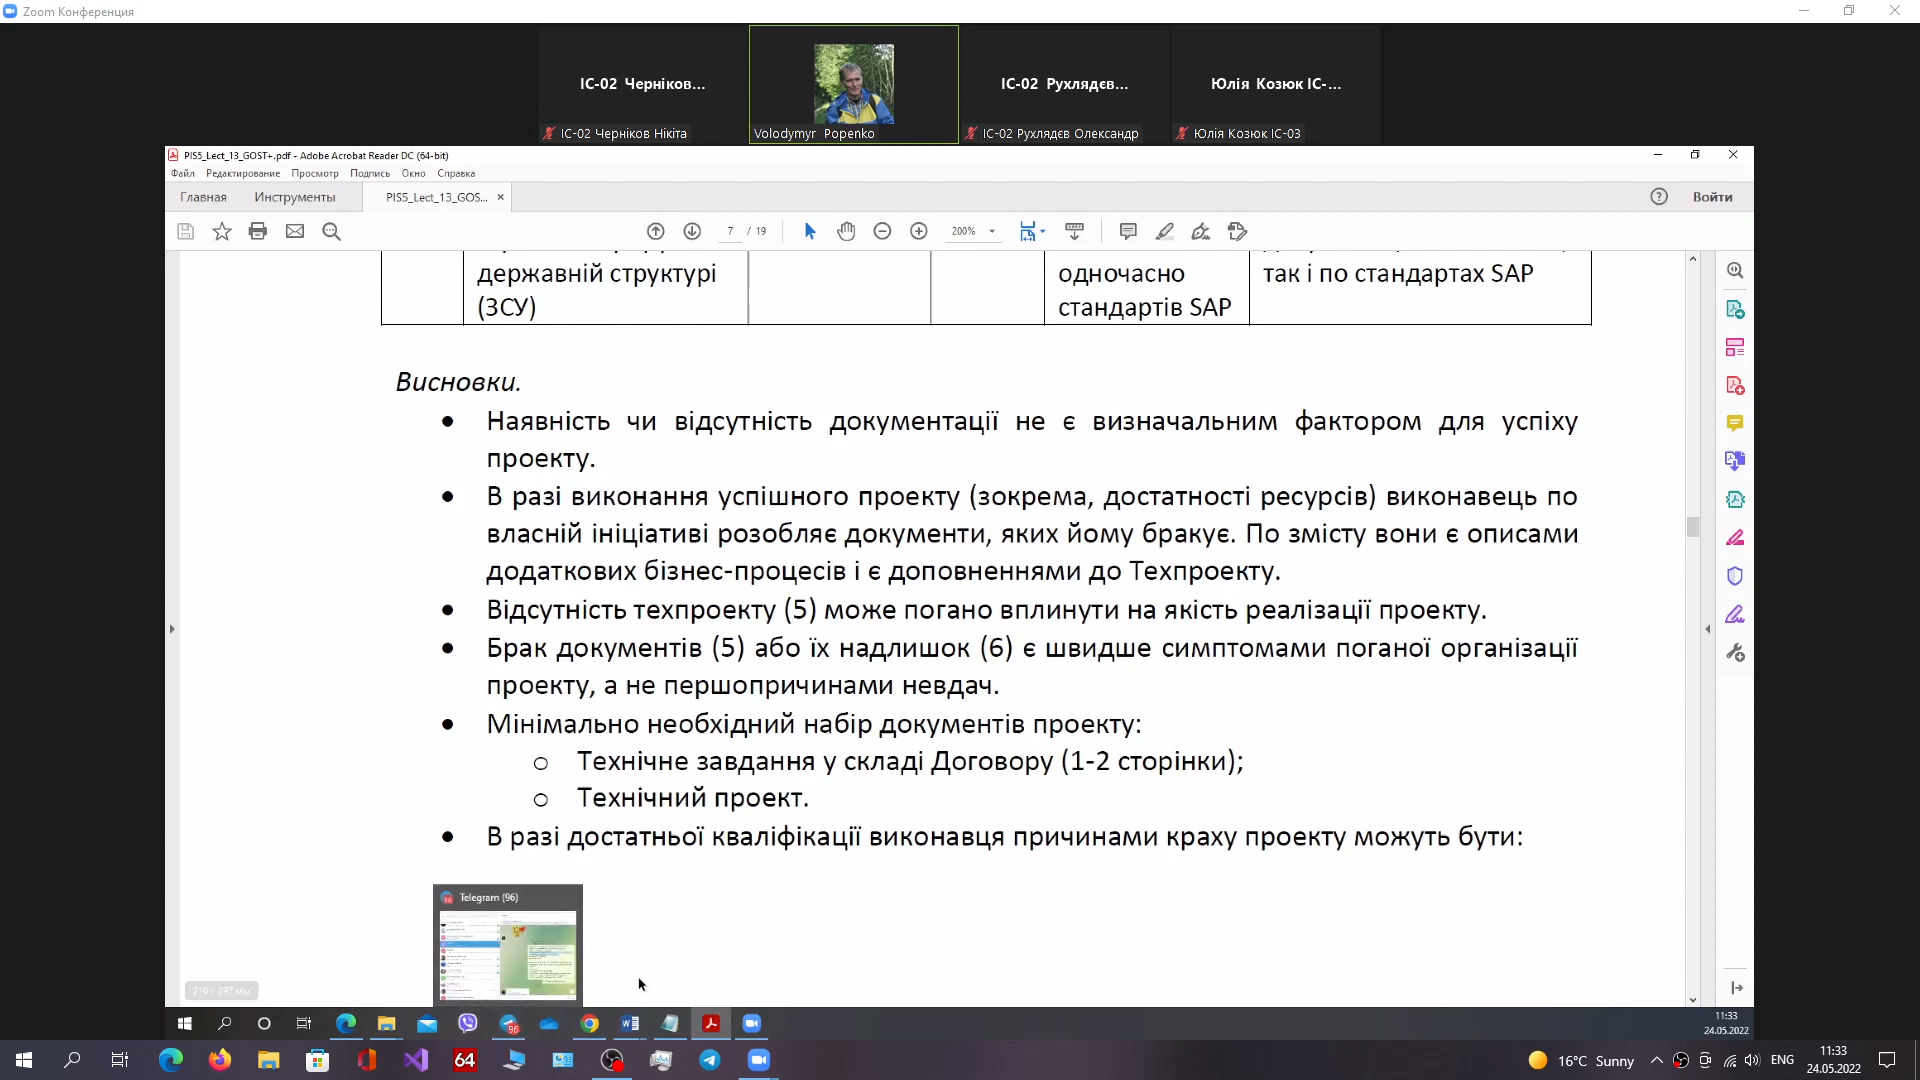 Zoom Конференция
ІС-02 Черніков...
ІС-02 Рухлядєв...
Юлія Козюк ІС-...
ІС-02 Черніков Нікіта
Volodymyr Popenko
ІС-02 Рухлядєв Олександр
Юлія Козюк ІС-03
PIS5_Lect_13_GOST+.pdf - Adobe Acrobat Reader DC (64-bit)
Файл Редактирование Просмотр Подпись Окно Справка
Главная Инструменты PIS5_Lect_13_GOS... Войти
7 / 19 200%
державній структурі
(ЗСУ)
одночасно
стандартів SAP
так і по стандартах SAP
Висновки.
• Наявність чи відсутність документації не є визначальним фактором для успіху
проекту.
• В разі виконання успішного проекту (зокрема, достатності ресурсів) виконавець по
власній ініціативі розобляє документи, яких йому бракує. По змісту вони є описами
додаткових бізнес-процесів і є доповненнями до Техпроекту.
• Відсутність техпроекту (5) може погано вплинути на якість реалізації проекту.
• Брак документів (5) або їх надлишок (6) є швидше симптомами поганої організації
проекту, а не першопричинами невдач.
• Мінімально необхідний набір документів проекту:
o Технічне завдання у складі Договору (1-2 сторінки);
o Технічний проект.
• В разі достатньої кваліфікації виконавця причинами краху проекту можуть бути:
Telegram (96)
216 x 297 мм
96
11:33
24.05.2022
64
16°C Sunny
ENG
11:33
24.05.2022